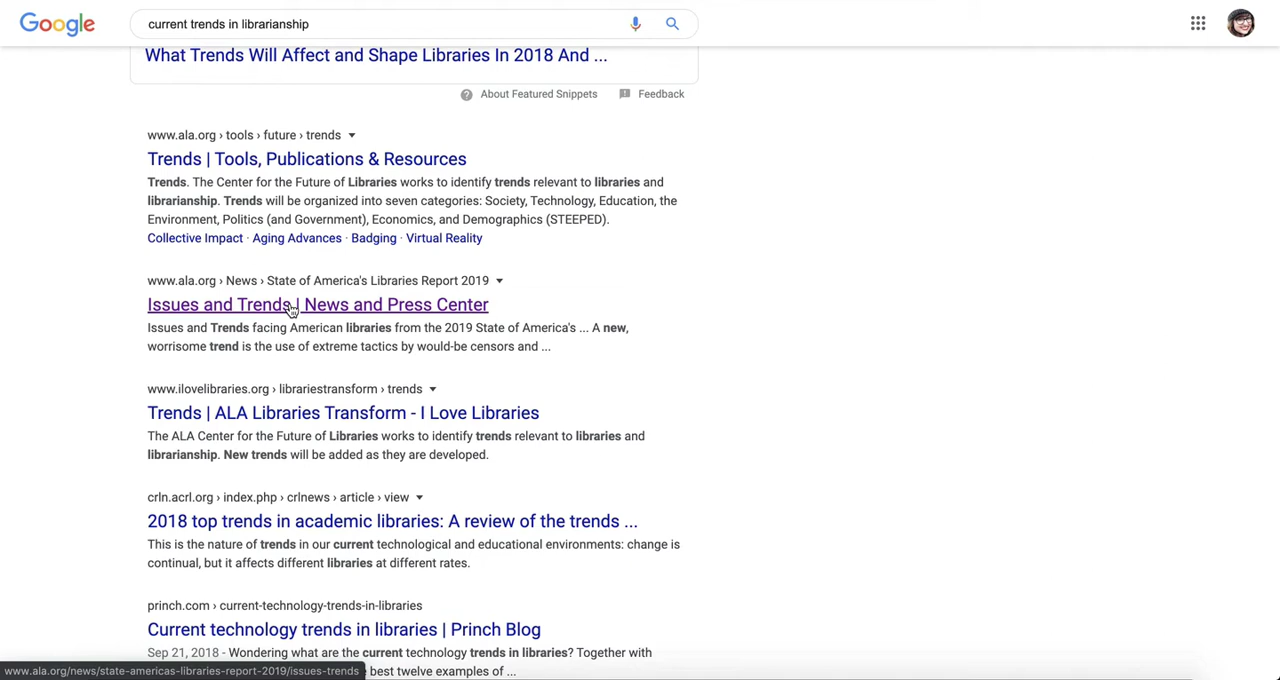 Google
current trends in librarianship
What Trends Will Affect and Shape Libraries In 2018 And ...
About Featured Snippets
Feedback
www.ala.org › tools › future › trends
Trends | Tools, Publications & Resources
Trends. The Center for the Future of Libraries works to identify trends relevant to libraries and
librarianship. Trends will be organized into seven categories: Society, Technology, Education, the
Environment, Politics (and Government), Economics, and Demographics (STEEPED).
Collective Impact · Aging Advances · Badging · Virtual Reality
www.ala.org › News › State of America's Libraries Report 2019
Issues and Trends | News and Press Center
Issues and Trends facing American libraries from the 2019 State of America's ... A new,
worrisome trend is the use of extreme tactics by would-be censors and ...
www.ilovelibraries.org › librariestransform › trends
Trends | ALA Libraries Transform - I Love Libraries
The ALA Center for the Future of Libraries works to identify trends relevant to libraries and
librarianship. New trends will be added as they are developed.
crln.acrl.org › index.php › crlnews › article › view
2018 top trends in academic libraries: A review of the trends ...
This is the nature of trends in our current technological and educational environments: change is
continual, but it affects different libraries at different rates.
princh.com › current-technology-trends-in-libraries
Current technology trends in libraries | Princh Blog
Sep 21, 2018 - Wondering what are the current technology trends in libraries? Together with
best twelve examples of ...
www.ala.org/news/state-americas-libraries-report-2019/issues-trends